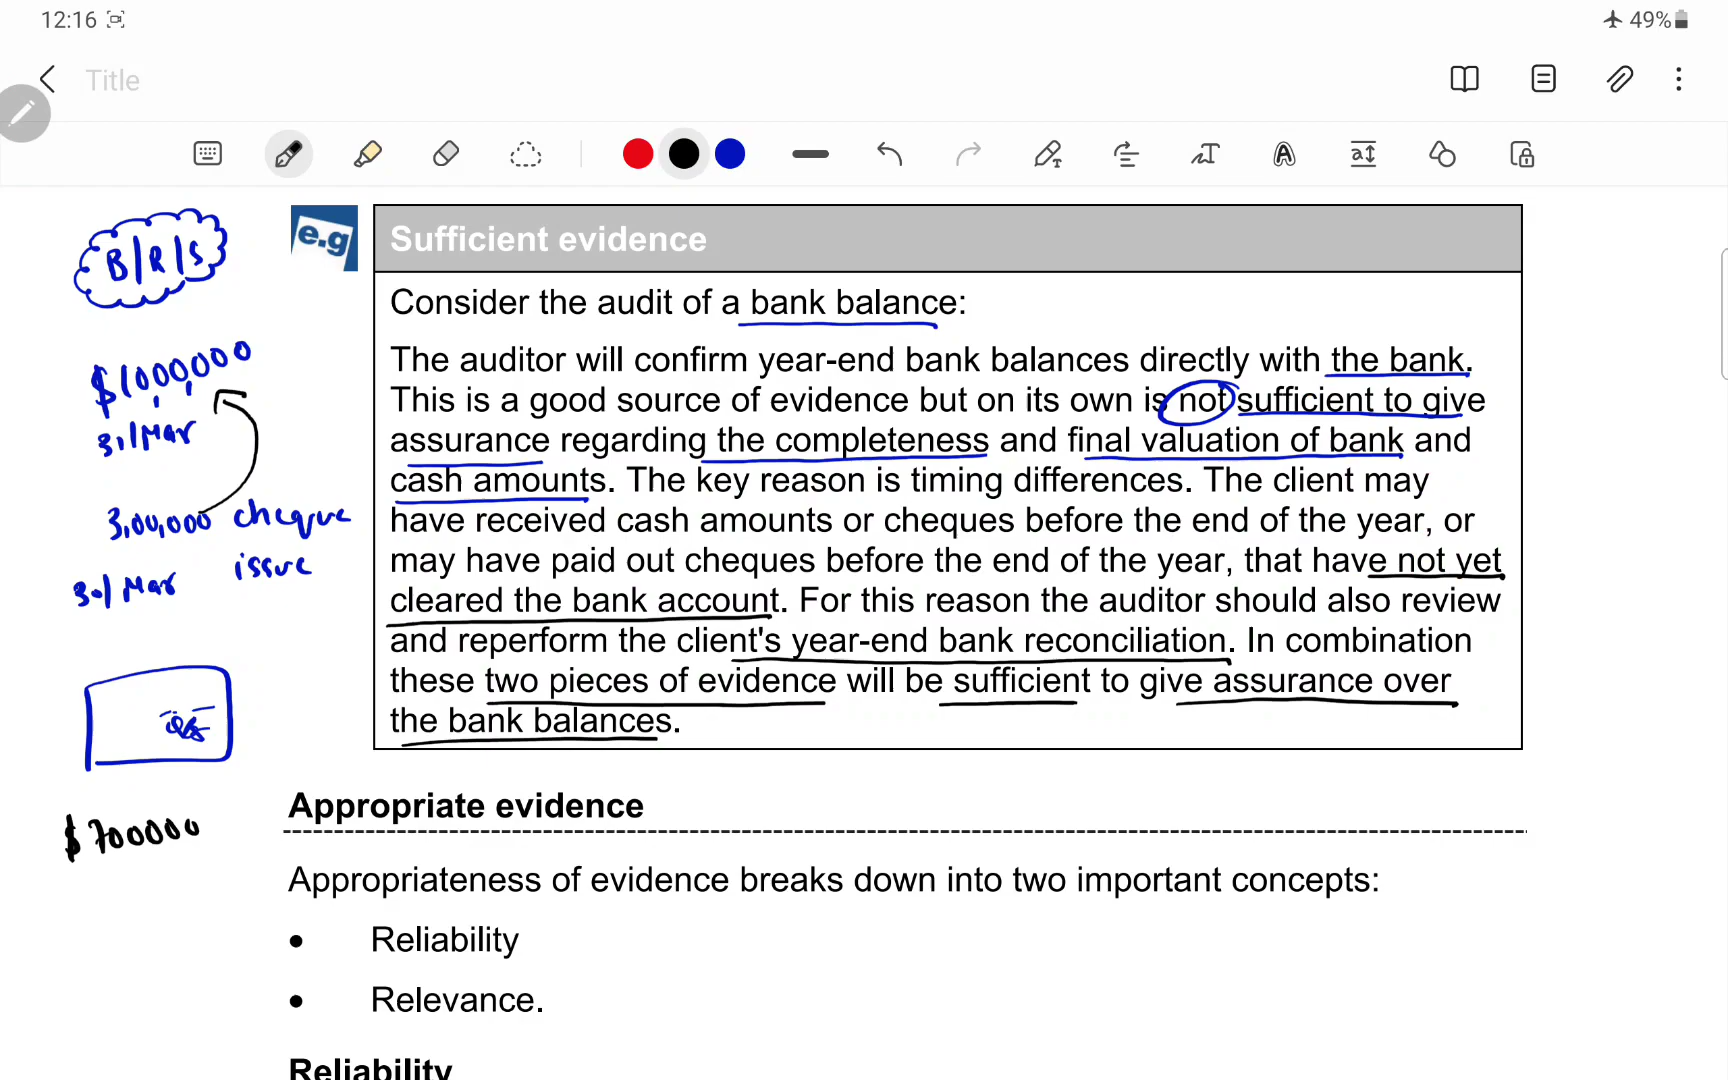 12:16
49%
Title
B/R/S
$1000,000
31/Mar
3,00,000 cheque
issue
30/Mar
$700000
e.g
Sufficient evidence
Consider the audit of a bank balance:
The auditor will confirm year-end bank balances directly with the bank.
This is a good source of evidence but on its own is not sufficient to give
assurance regarding the completeness and final valuation of bank and
cash amounts. The key reason is timing differences. The client may
have received cash amounts or cheques before the end of the year, or
may have paid out cheques before the end of the year, that have not yet
cleared the bank account. For this reason the auditor should also review
and reperform the client's year-end bank reconciliation. In combination
these two pieces of evidence will be sufficient to give assurance over
the bank balances.
Appropriate evidence
Appropriateness of evidence breaks down into two important concepts:
• Reliability
• Relevance.
Reliability